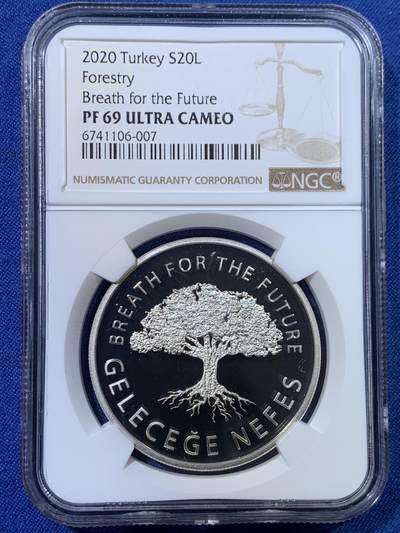 2020 Turkey S20L
Forestry
Breath for the Future
PF 69 ULTRA CAMEO
6741106-007
NUMISMATIC GUARANTY CORPORATION
NGC®
BREATH FOR THE FUTURE
GELECEĞE NEFES